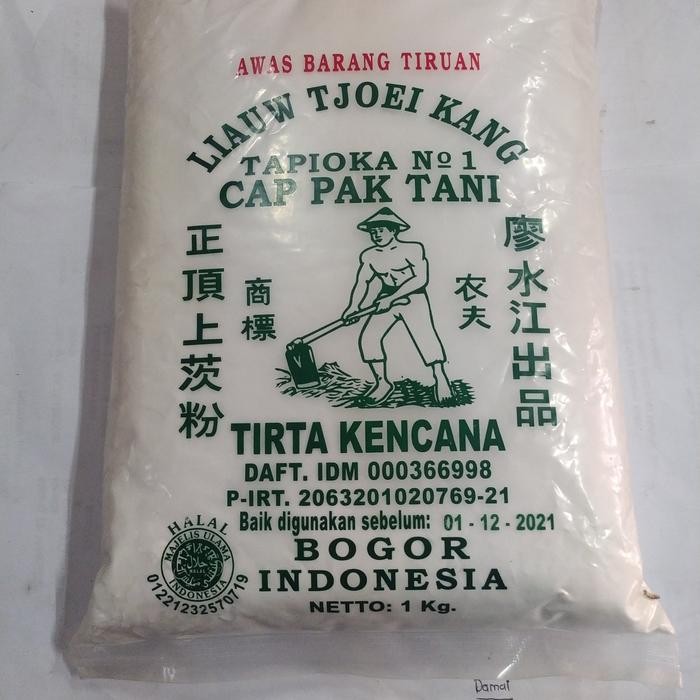 AWAS BARANG TIRUAN
LIAUW TJOEI KANG
TAPIOKA Nº 1
CAP PAK TANI
正頂上茨粉
商標
农夫
廖水江出品
TIRTA KENCANA
DAFT. IDM 000366998
P-IRT. 2063201020769-21
Baik digunakan sebelum: 01 - 12 - 2021
BOGOR
INDONESIA
NETTO: 1 Kg.
HALAL
MAJELIS ULAMA
HALAL
INDONESIA
01221232570719
Damai